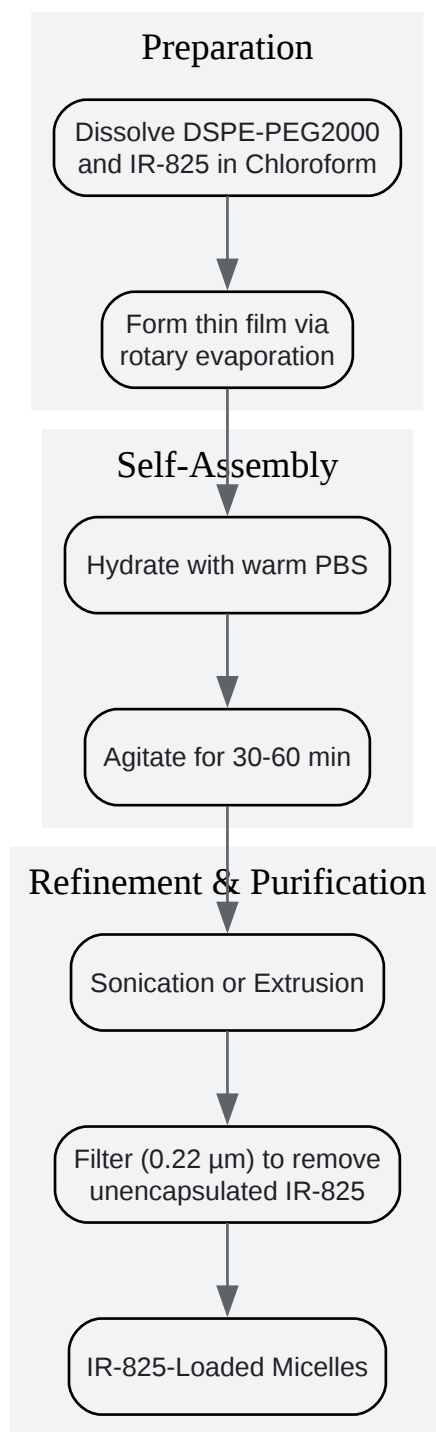 Preparation
Dissolve DSPE-PEG2000
and IR-825 in Chloroform
Form thin film via
rotary evaporation
Self-Assembly
Hydrate with warm PBS
Agitate for 30-60 min
Refinement & Purification
Sonication or Extrusion
Filter (0.22 µm) to remove
unencapsulated IR-825
IR-825-Loaded Micelles